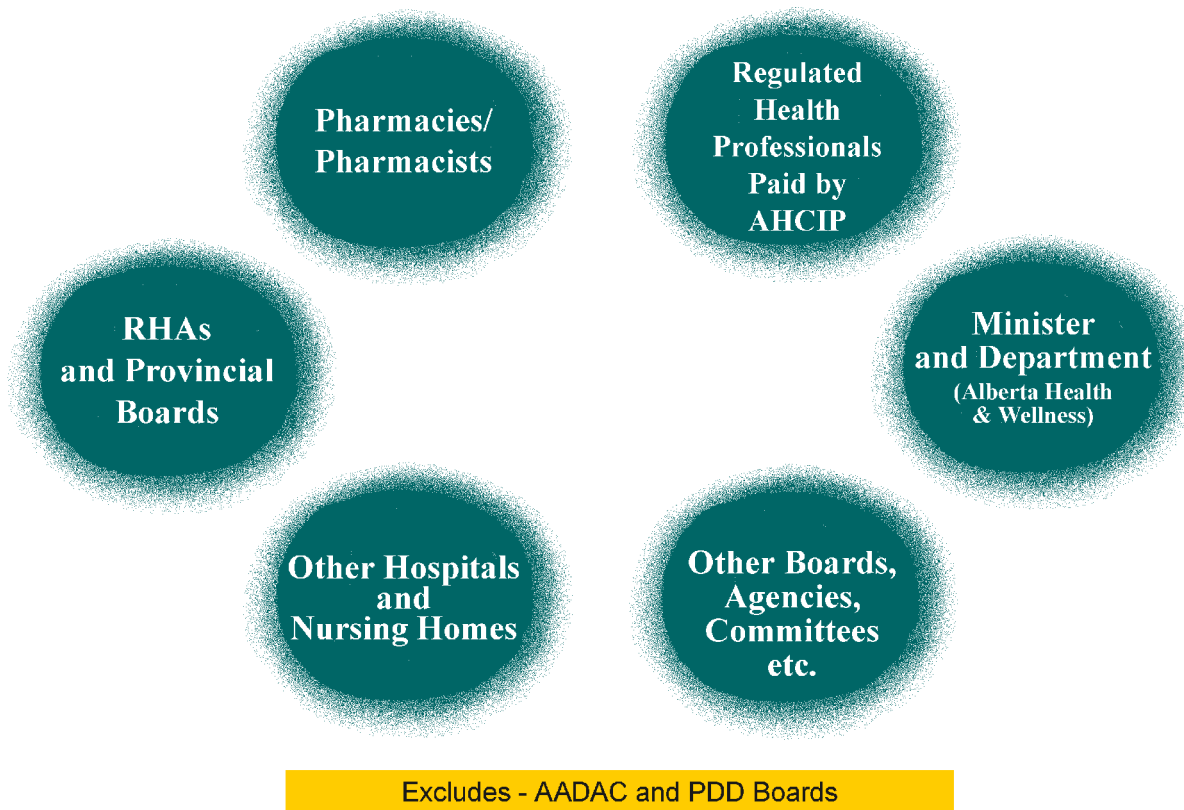 Pharmacies/
Pharmacists
Regulated
Health
Professionals
Paid by
AHCIP
RHAs
and Provincial
Boards
Minister
and Department
(Alberta Health
& Wellness)
Other Hospitals
and
Nursing Homes
Other Boards,
Agencies,
Committees
etc.
Excludes - AADAC and PDD Boards